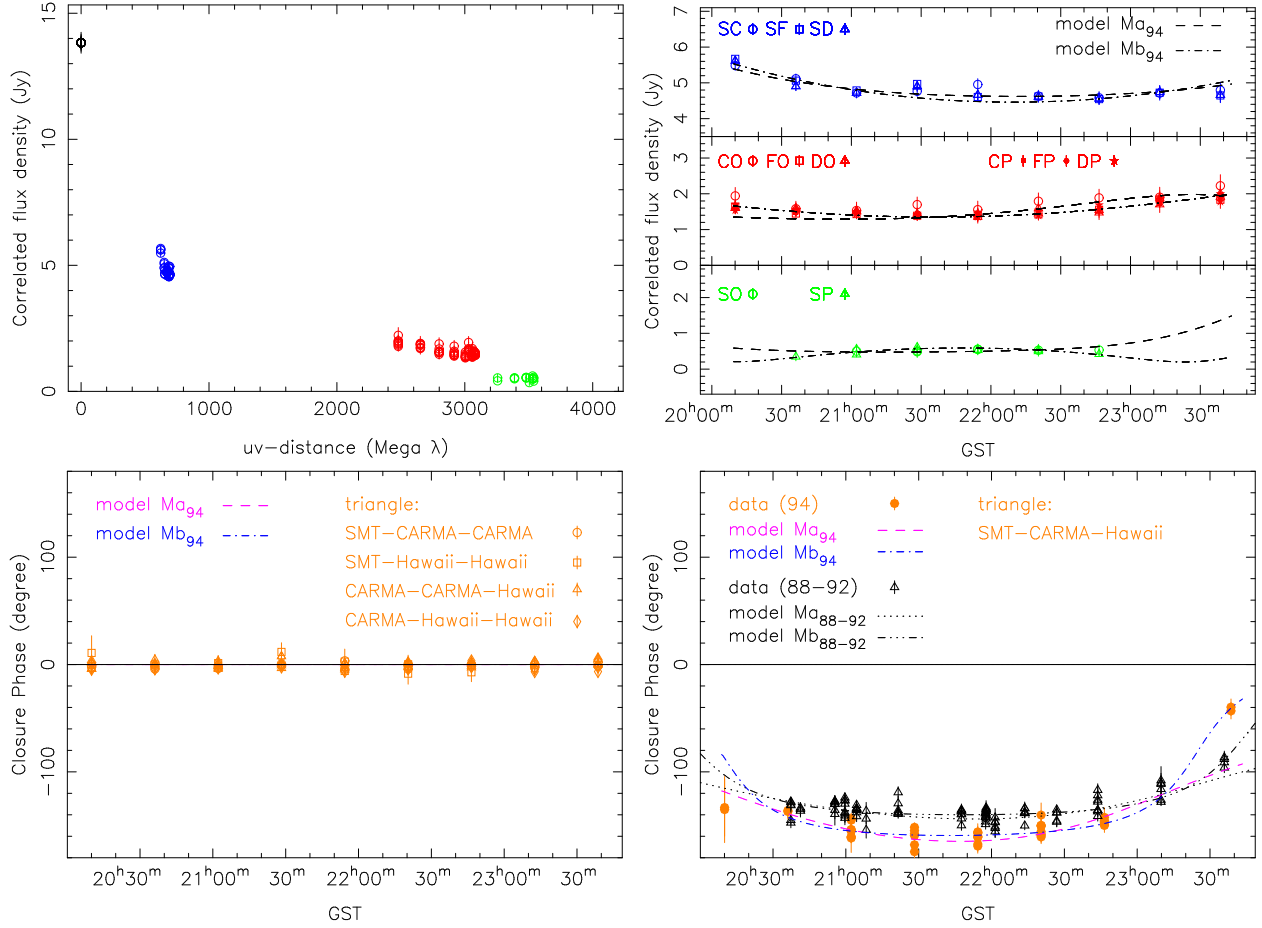 15
10
5
0
Correlated flux density (Jy)
0 1000 2000 3000 4000
uv−distance (Mega λ)
7
6
5
4
3
2
1
0
2
1
0
Correlated flux density (Jy)
SC SF SD
model Ma94
model Mb94
CO FO DO
CP FP DP
SO SP
20h00m 30m 21h00m 30m 22h00m 30m 23h00m 30m
GST
100
0
−100
Closure Phase (degree)
model Ma94
model Mb94
triangle:
SMT−CARMA−CARMA
SMT−Hawaii−Hawaii
CARMA−CARMA−Hawaii
CARMA−Hawaii−Hawaii
20h30m 21h00m 30m 22h00m 30m 23h00m 30m
GST
100
0
−100
Closure Phase (degree)
data (94)
model Ma94
model Mb94
data (88−92)
model Ma88−92
model Mb88−92
triangle:
SMT−CARMA−Hawaii
20h30m 21h00m 30m 22h00m 30m 23h00m 30m
GST